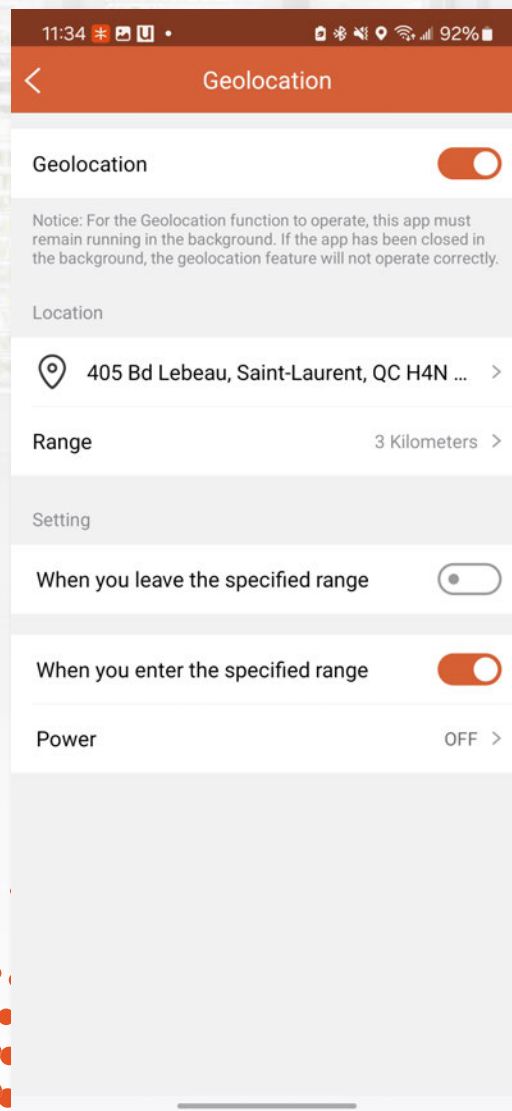 11:34 92%
Geolocation
Geolocation
Notice: For the Geolocation function to operate, this app must
remain running in the background. If the app has been closed in
the background, the geolocation feature will not operate correctly.
Location
405 Bd Lebeau, Saint-Laurent, QC H4N ...
Range 3 Kilometers
Setting
When you leave the specified range
When you enter the specified range
Power OFF